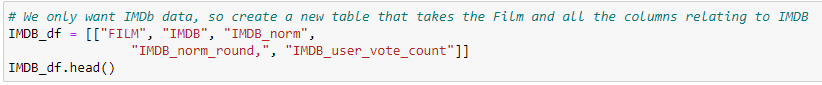 # We only want IMDb data, so create a new table that takes the Film and all the columns relating to IMDB
IMDB_df = [["FILM", "IMDB", "IMDB_norm",
"IMDB_norm_round,", "IMDB_user_vote_count"]]
IMDB_df.head()